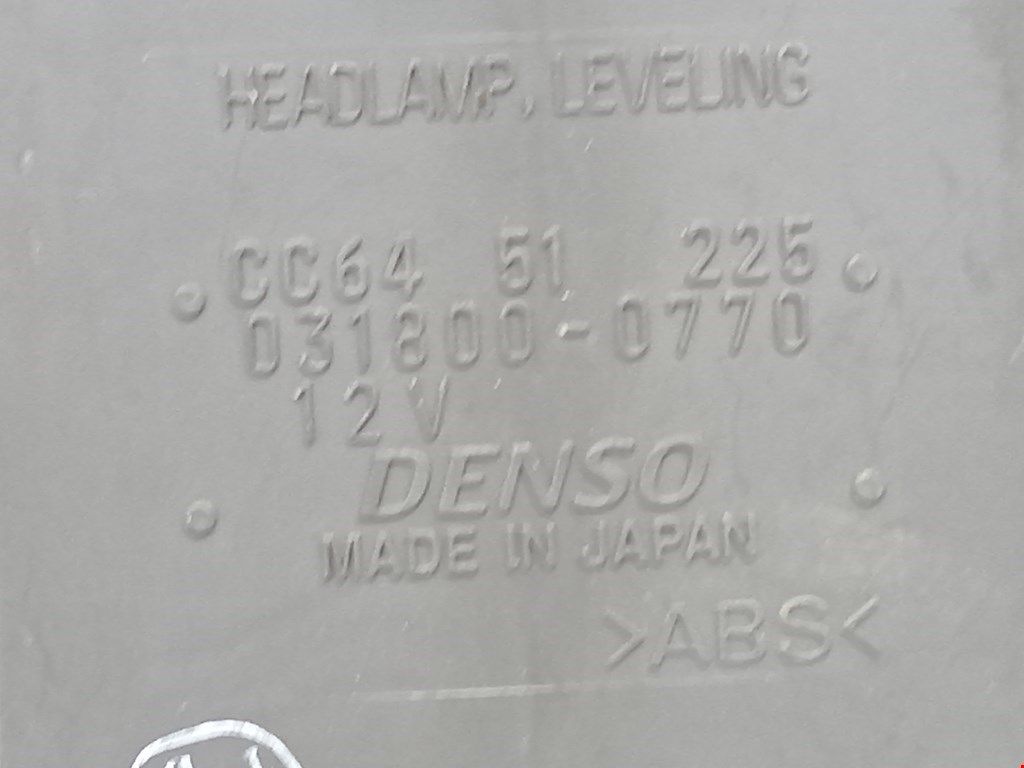 HEADLAMP. LEVELING
CC64 51 225
031800-0770
12V
DENSO
MADE IN JAPAN
>ABS<